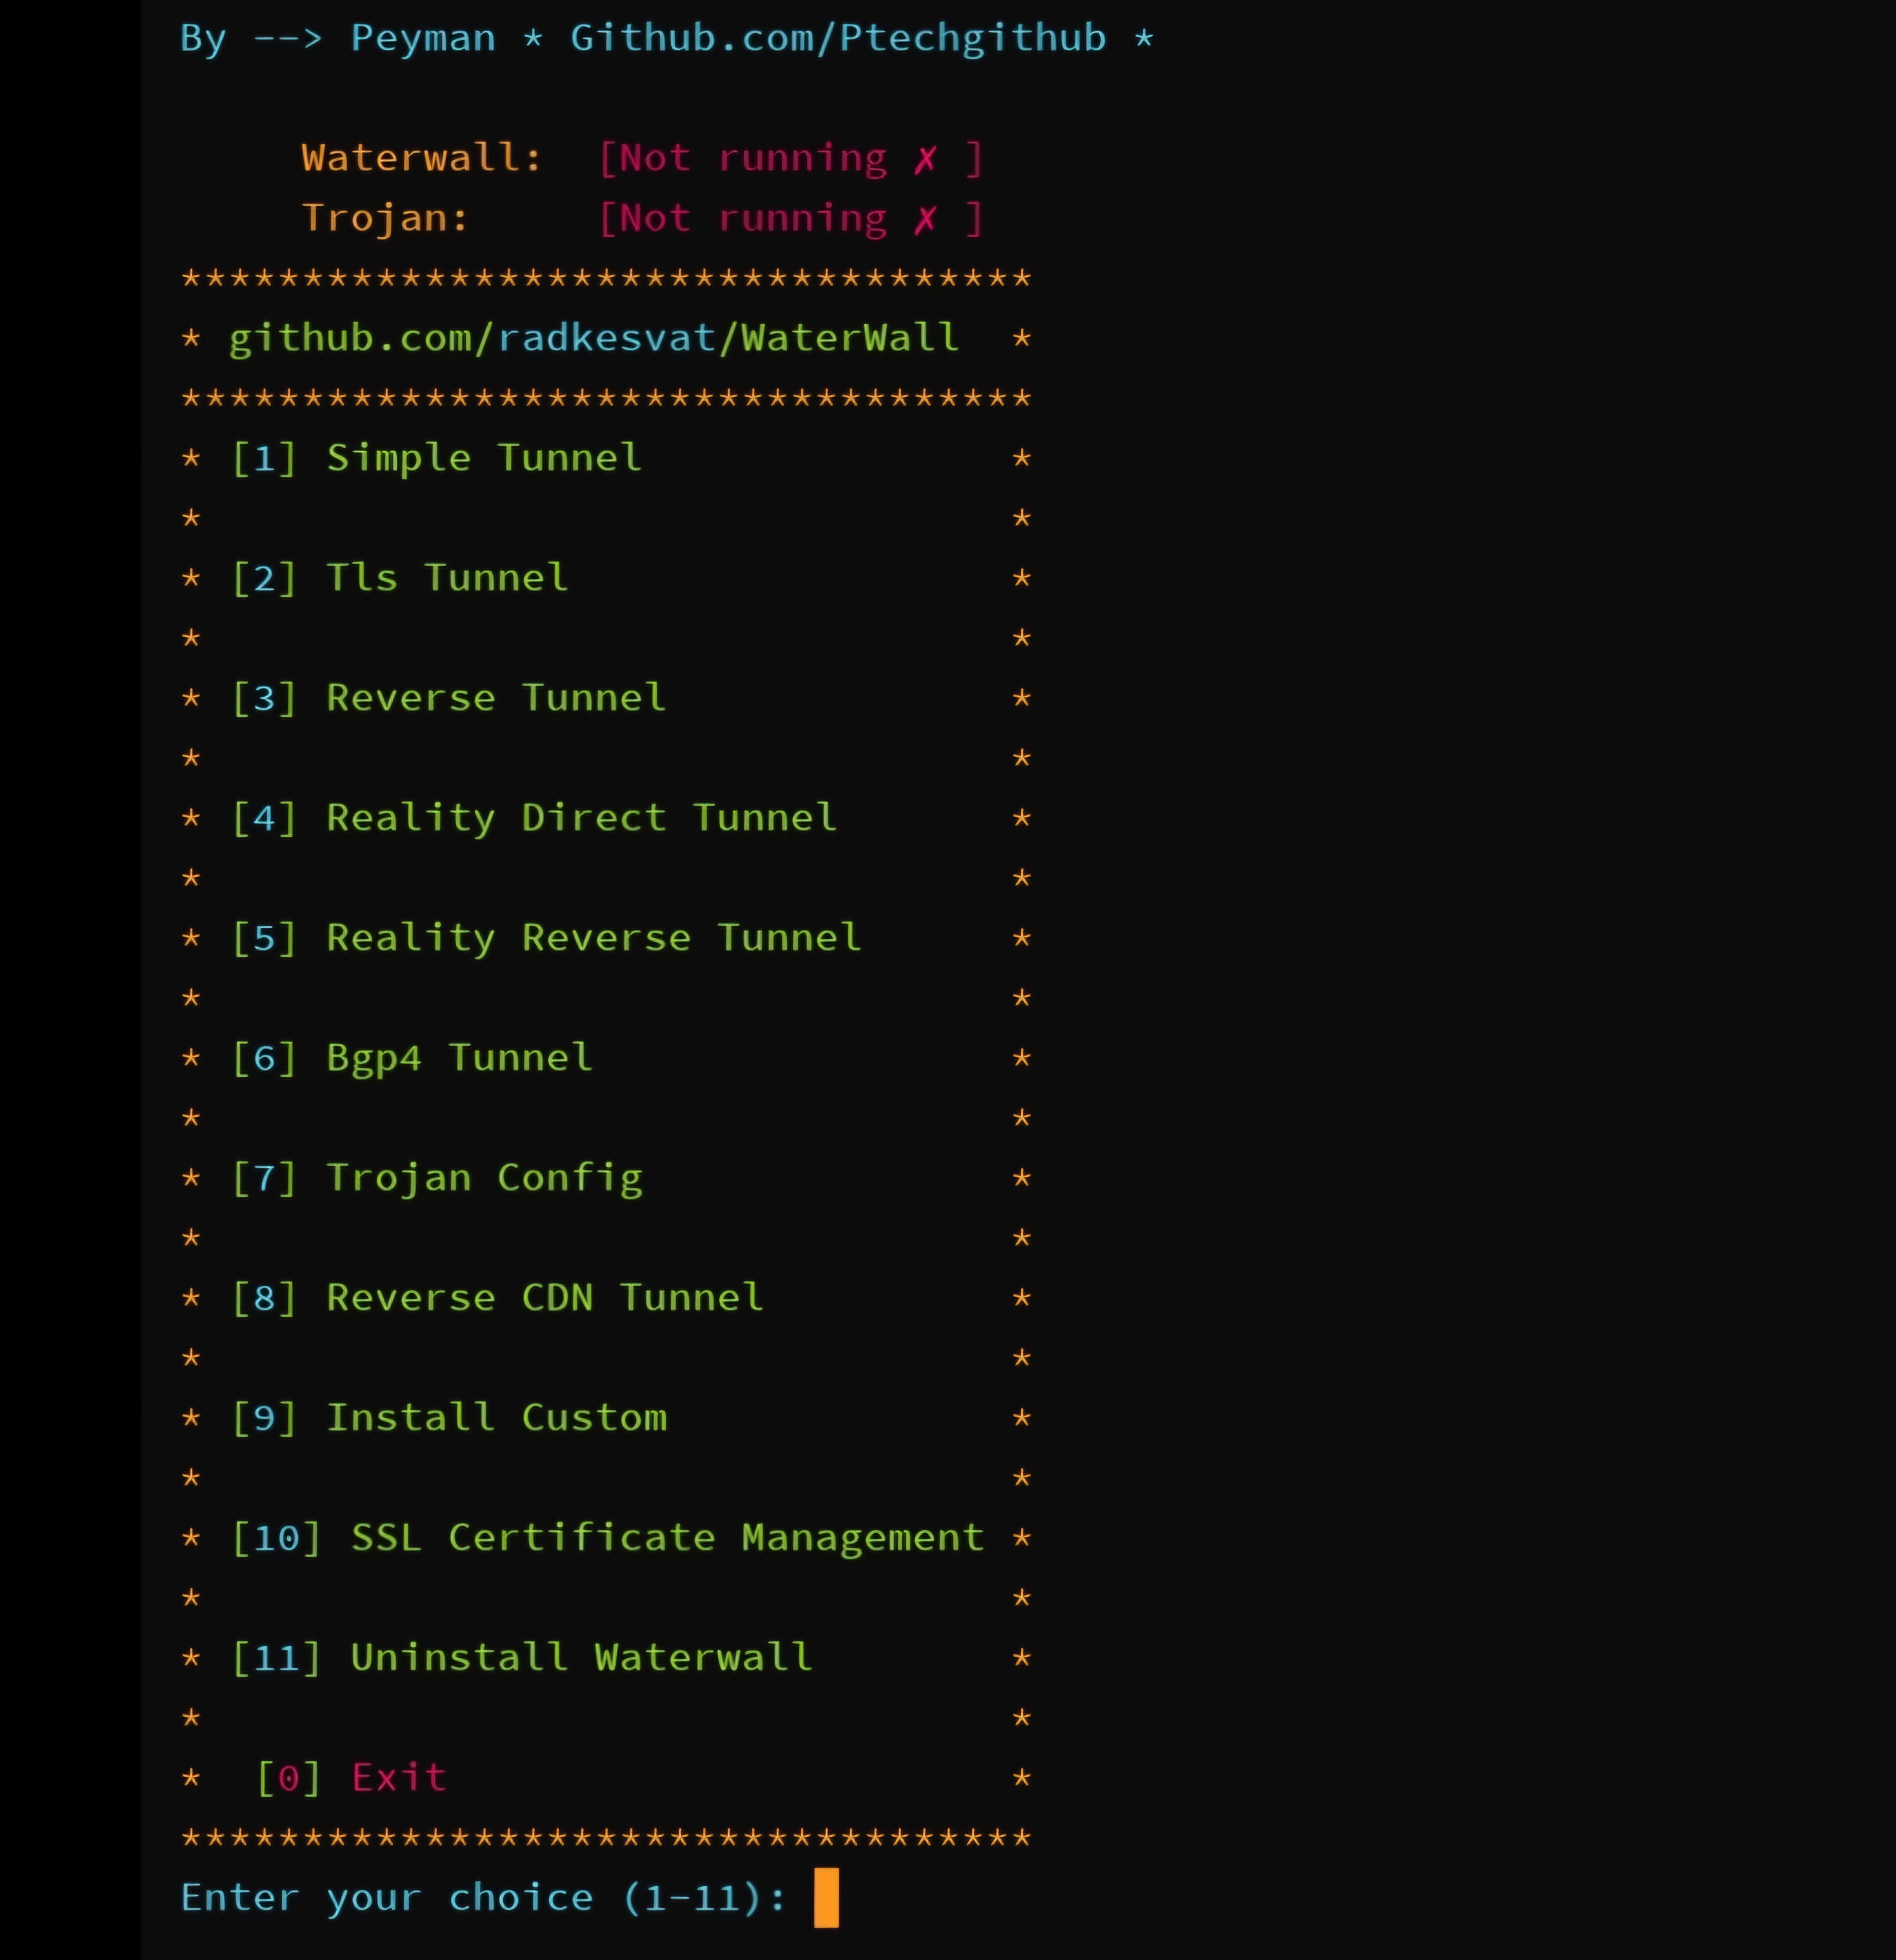 By --> Peyman * Github.com/Ptechgithub *
Waterwall: [Not running ✗ ]
Trojan: [Not running ✗ ]
***********************************
* github.com/radkesvat/WaterWall *
***********************************
* [1] Simple Tunnel *
* *
* [2] Tls Tunnel *
* *
* [3] Reverse Tunnel *
* *
* [4] Reality Direct Tunnel *
* *
* [5] Reality Reverse Tunnel *
* *
* [6] Bgp4 Tunnel *
* *
* [7] Trojan Config *
* *
* [8] Reverse CDN Tunnel *
* *
* [9] Install Custom *
* *
* [10] SSL Certificate Management *
* *
* [11] Uninstall Waterwall *
* *
* [0] Exit *
***********************************
Enter your choice (1-11):